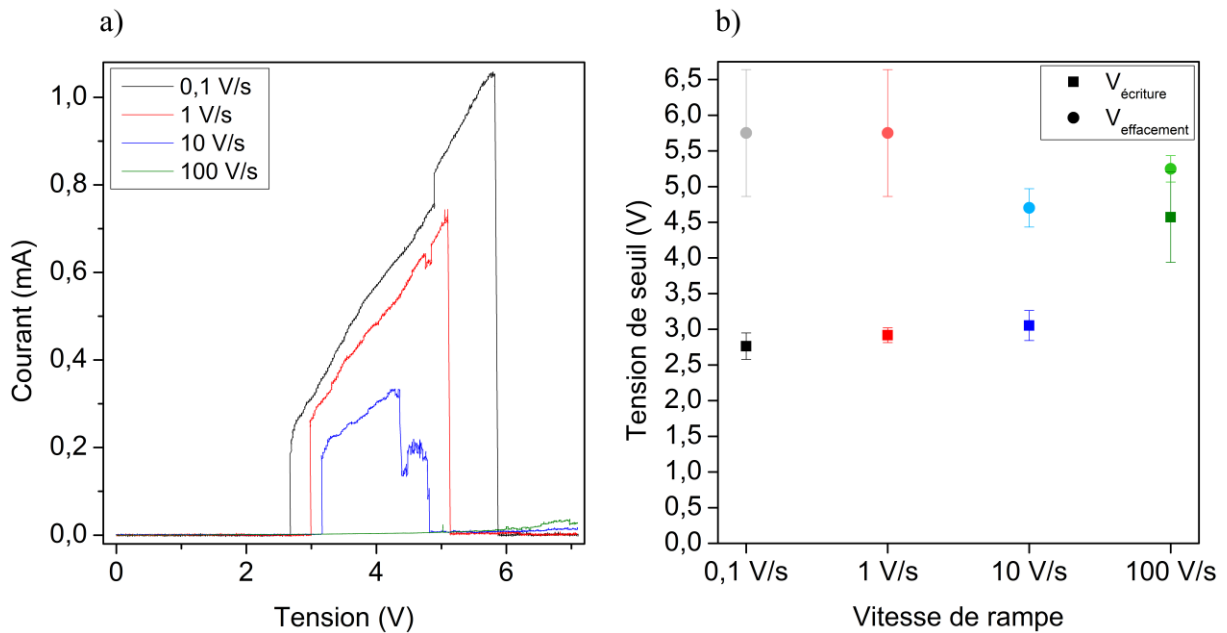 a)
0,1 V/s
1 V/s
10 V/s
100 V/s
1,0
0,8
0,6
0,4
0,2
0,0
Courant (mA)
0
2
4
6
Tension (V)
b)
V écriture
V effacement
6,5
6,0
5,5
5,0
4,5
4,0
3,5
3,0
2,5
2,0
1,5
1,0
0,5
0,0
Tension de seuil (V)
0,1 V/s
1 V/s
10 V/s
100 V/s
Vitesse de rampe